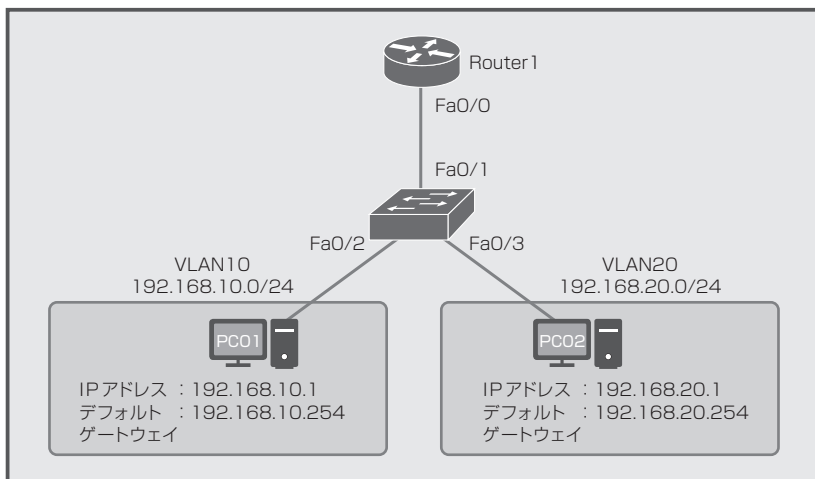 Router1
Fa0/0
Fa0/1
Fa0/2
Fa0/3
VLAN10
192.168.10.0/24
PC01
IPアドレス ：192.168.10.1
デフォルト ：192.168.10.254
ゲートウェイ
VLAN20
192.168.20.0/24
PC02
IPアドレス ：192.168.20.1
デフォルト ：192.168.20.254
ゲートウェイ